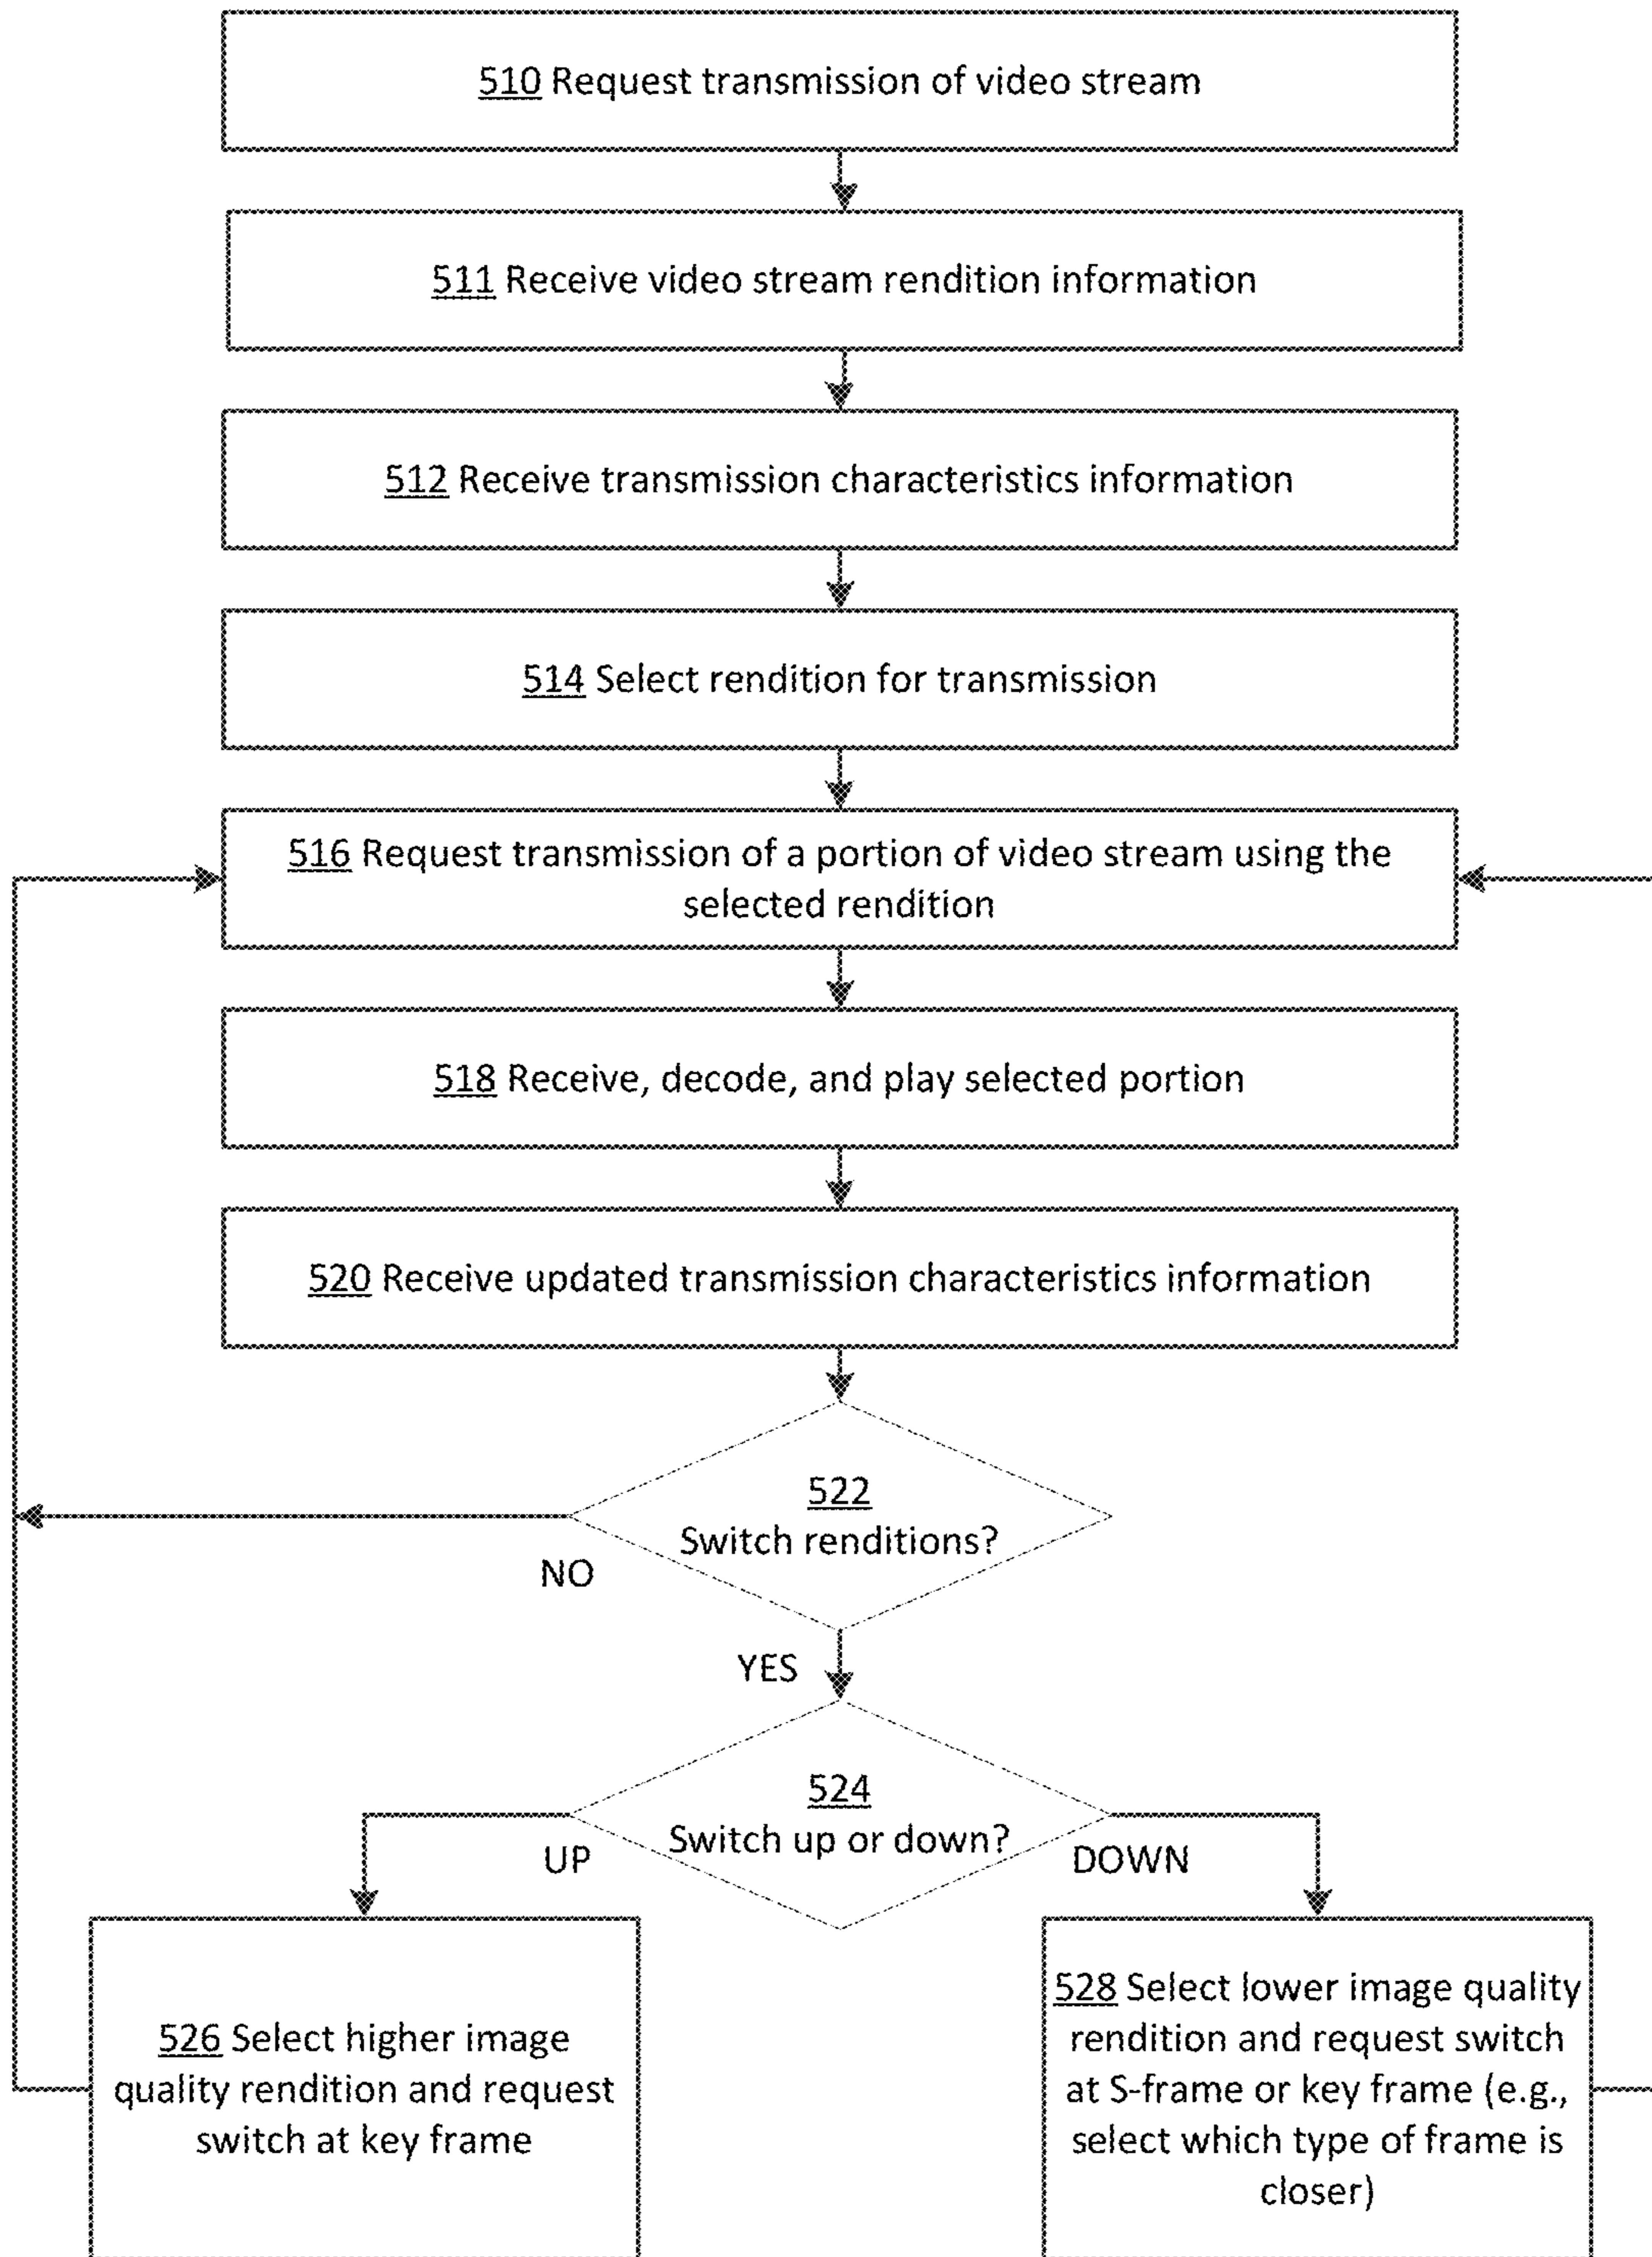 510 Request transmission of video stream
511 Receive video stream rendition information
512 Receive transmission characteristics information
514 Select rendition for transmission
516 Request transmission of a portion of video stream using the
selected rendition
518 Receive, decode, and play selected portion
520 Receive updated transmission characteristics information
522
Switch renditions?
NO
YES
524
Switch up or down?
UP
DOWN
526 Select higher image
quality rendition and request
switch at key frame
528 Select lower image quality
rendition and request switch
at S-frame or key frame (e.g.,
select which type of frame is
closer)